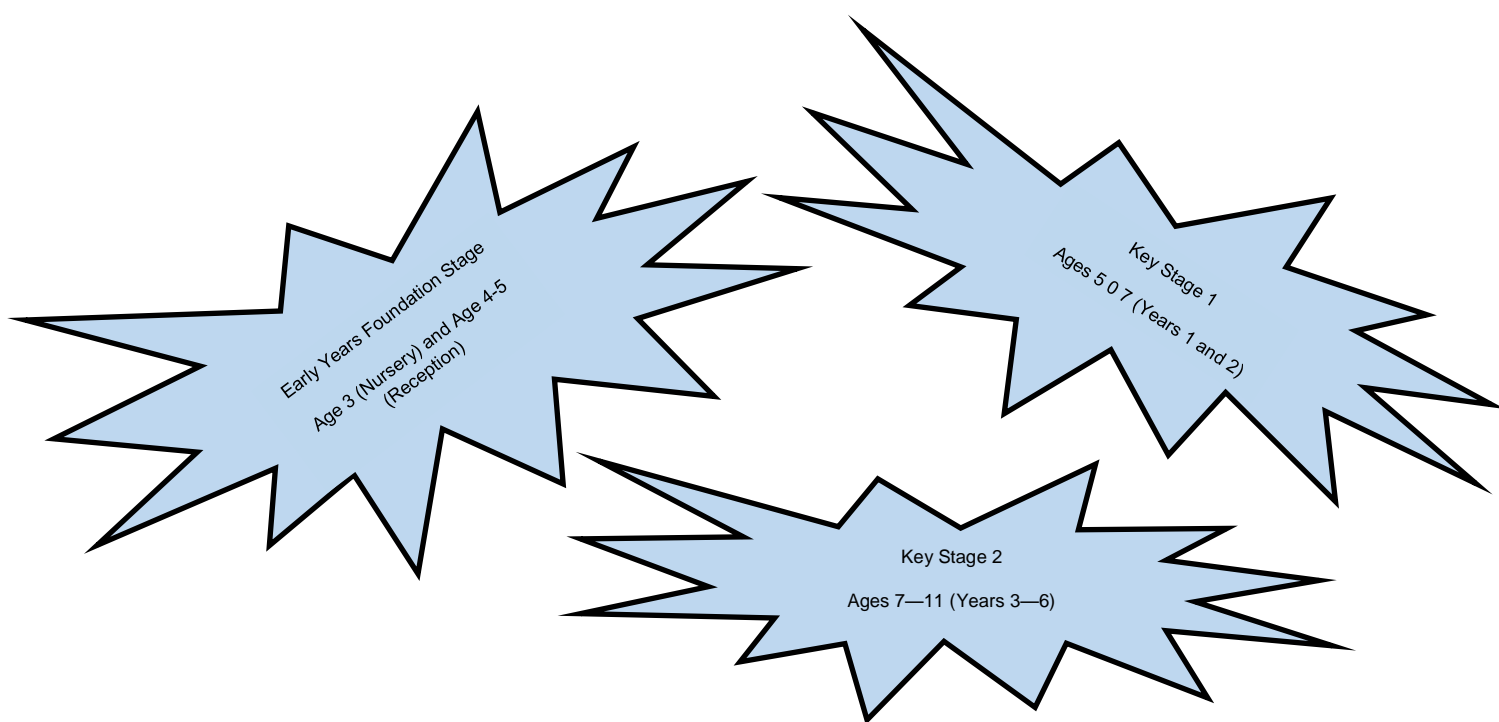 Early Years Foundation Stage
Age 3 (Nursery) and Age 4-5
(Reception)
Key Stage 1
Ages 5 0 7 (Years 1 and 2)
Key Stage 2
Ages 7—11 (Years 3—6)